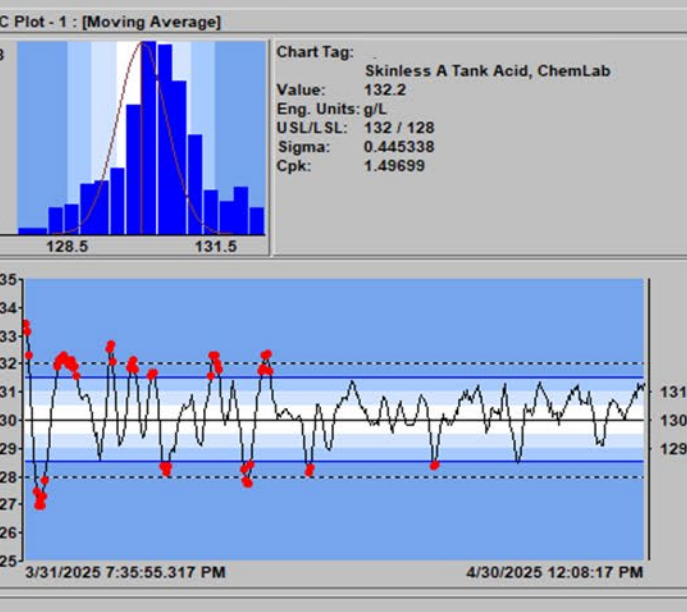 C Plot - 1 : [Moving Average]
Chart Tag:
Skinless A Tank Acid, ChemLab
Value: 132.2
Eng. Units: g/L
USL/LSL: 132 / 128
Sigma: 0.445338
Cpk: 1.49699
128.5 131.5
35
34
33
32
31 131
30 130
29 129
28
27
26
25
3/31/2025 7:35:55.317 PM 4/30/2025 12:08:17 PM